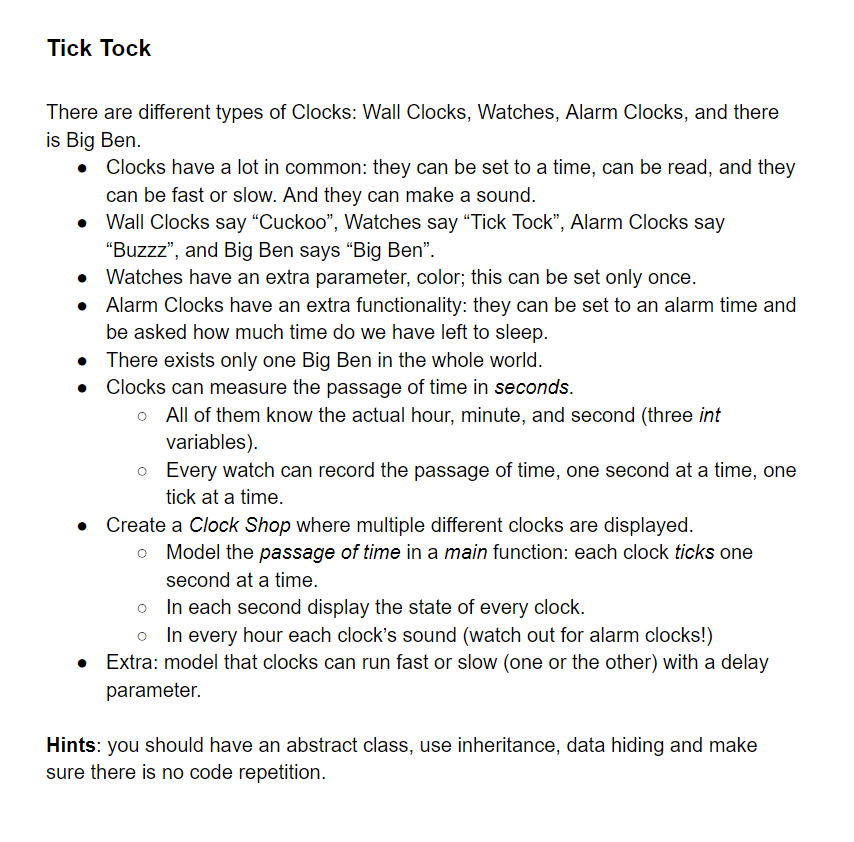 Tick Tock
There are different types of Clocks: Wall Clocks, Watches, Alarm Clocks, and there
is Big Ben.
● Clocks have a lot in common: they can be set to a time, can be read, and they
can be fast or slow. And they can make a sound.
● Wall Clocks say “Cuckoo”, Watches say “Tick Tock”, Alarm Clocks say
“Buzzz”, and Big Ben says “Big Ben”.
● Watches have an extra parameter, color; this can be set only once.
● Alarm Clocks have an extra functionality: they can be set to an alarm time and
be asked how much time do we have left to sleep.
● There exists only one Big Ben in the whole world.
● Clocks can measure the passage of time in seconds.
○ All of them know the actual hour, minute, and second (three int
variables).
○ Every watch can record the passage of time, one second at a time, one
tick at a time.
● Create a Clock Shop where multiple different clocks are displayed.
○ Model the passage of time in a main function: each clock ticks one
second at a time.
○ In each second display the state of every clock.
○ In every hour each clock’s sound (watch out for alarm clocks!)
● Extra: model that clocks can run fast or slow (one or the other) with a delay
parameter.
Hints: you should have an abstract class, use inheritance, data hiding and make
sure there is no code repetition.